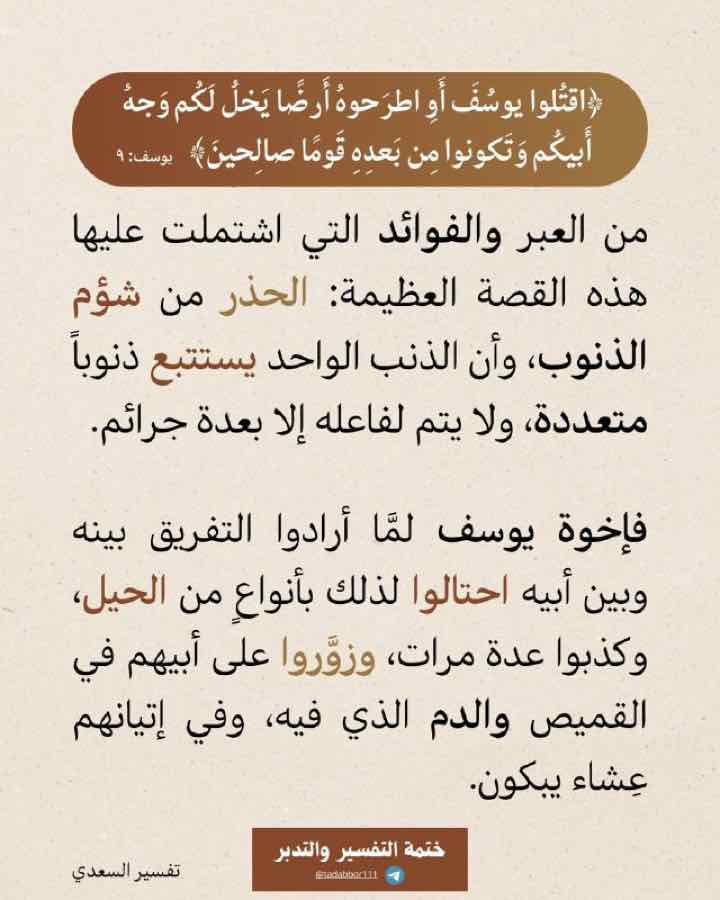 ﴿اقتُلوا يوسُفَ أَوِ اطرَحوهُ أَرضًا يَخلُ لَكُم وَجهُ
أَبيكُم وَتَكونوا مِن بَعدِهِ قَومًا صالِحينَ﴾ يوسف: ٩
من العبر والفوائد التي اشتملت عليها
هذه القصة العظيمة: الحذر من شؤم
الذنوب، وأن الذنب الواحد يستتبع ذنوباً
متعددة، ولا يتم لفاعله إلا بعدة جرائم.
فإخوة يوسف لمَّا أرادوا التفريق بينه
وبين أبيه احتالوا لذلك بأنواعٍ من الحيل،
وكذبوا عدة مرات، وزوَّروا على أبيهم في
القميص والدم الذي فيه، وفي إتيانهم
عِشاء يبكون.
ختمة التفسير والتدبر
@tadabbor111
تفسير السعدي